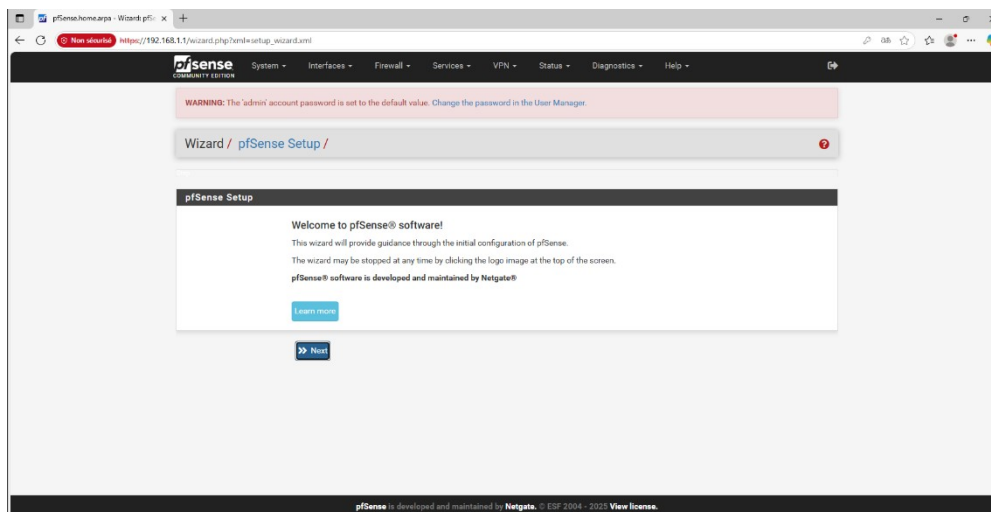 pfSense.home.arpa - Wizard: pfSe
Non sécurisé https://192.168.1.1/wizard.php?xml=setup_wizard.xml
pfsense System Interfaces Firewall Services VPN Status Diagnostics Help
COMMUNITY EDITION
WARNING: The 'admin' account password is set to the default value. Change the password in the User Manager.
Wizard / pfSense Setup /
pfSense Setup
Welcome to pfSense® software!
This wizard will provide guidance through the initial configuration of pfSense.
The wizard may be stopped at any time by clicking the logo image at the top of the screen.
pfSense® software is developed and maintained by Netgate®
Learn more
Next
pfSense is developed and maintained by Netgate. © ESF 2004 - 2025 View license.